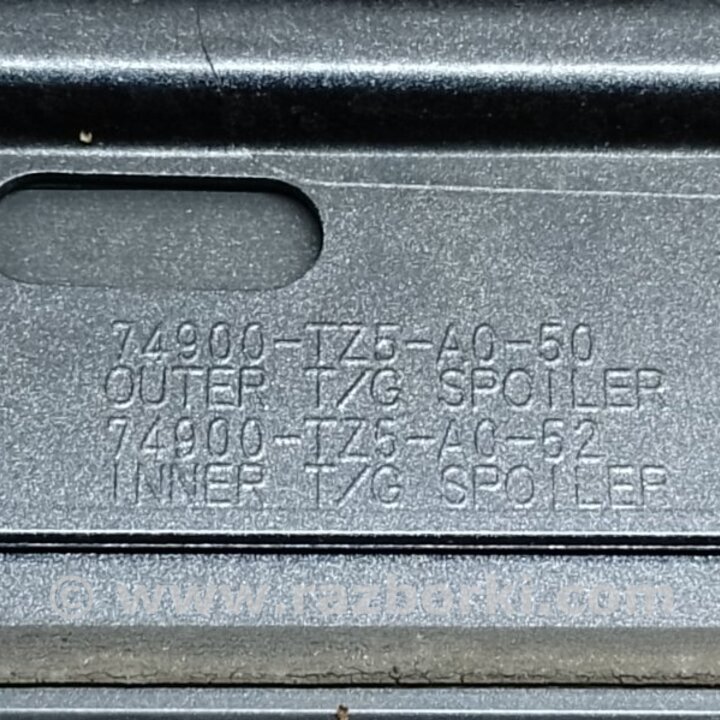 74900-TZ5-A0-50
OUTER T/G SPOILER
74900-TZ5-A0-52
INNER T/G SPOILER
© www.razborki.com